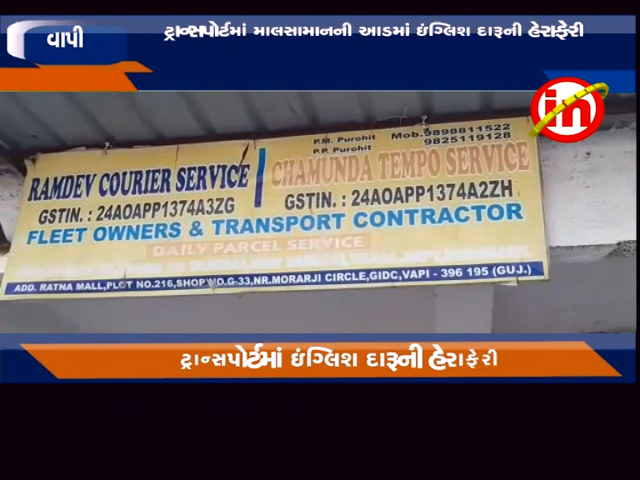 વાપી
ટ્રાન્સપોર્ટમાં માલસામાનની આડમાં ઇંગ્લિશ દારૂની હેરાફેરી
in
P.M. Purohit Mob.9898811522
P.P. Purohit 9825119128
RAMDEV COURIER SERVICE
CHAMUNDA TEMPO SERVICE
GSTIN. : 24AOAPP1374A3ZG
GSTIN. : 24AOAPP1374A2ZH
FLEET OWNERS & TRANSPORT CONTRACTOR
DAILY PARCEL SERVICE
ADD. RATNA MALL,PLOT NO.216,SHOP.NO.G-33,NR.MORARJI CIRCLE,GIDC,VAPI - 396 195 (GUJ.)
ટ્રાન્સપોર્ટમાં ઇંગ્લિશ દારૂની હેરાફેરી